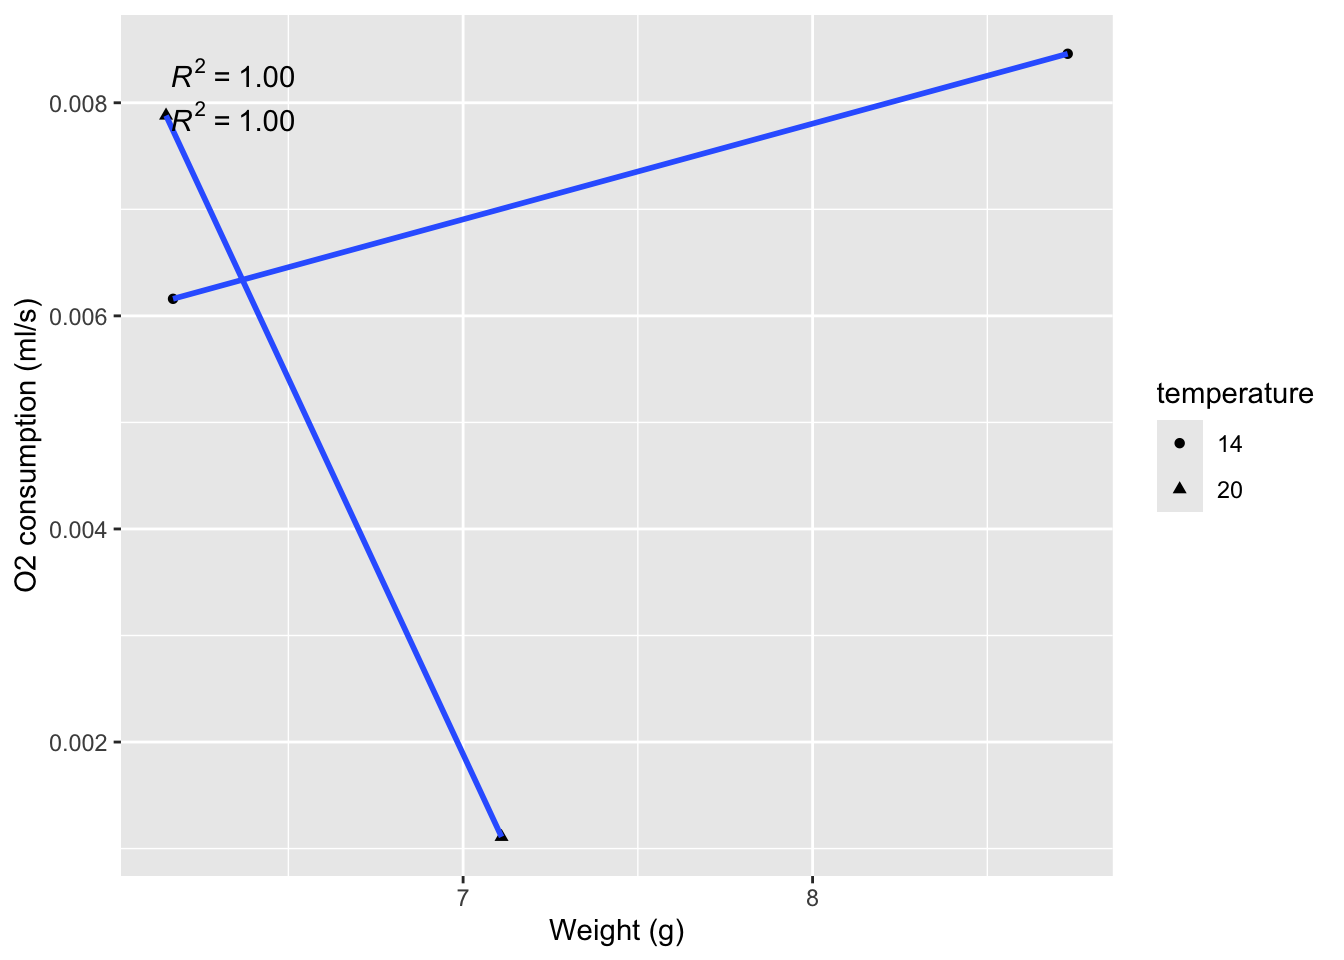 R² = 1.00
R² = 1.00
0.008
0.006
0.004
0.002
O2 consumption (ml/s)
7 8
Weight (g)
temperature
14
20